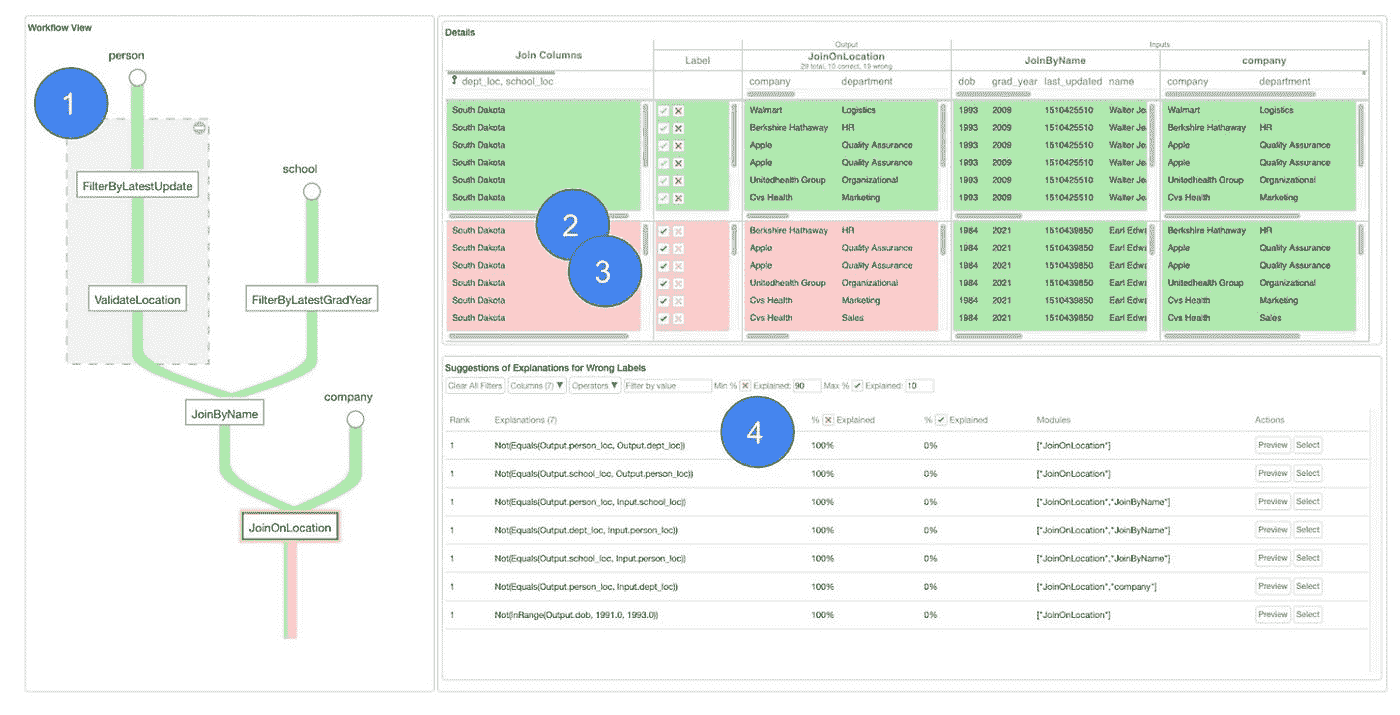 Workflow View
person
1
FilterByLatestUpdate
school
ValidateLocation
FilterByLatestGradYear
JoinByName
company
JoinOnLocation
Details
Output
Inputs
Join Columns
Label
JoinOnLocation
JoinByName
company
dept_loc, school_loc
company department
dob grad_year last_updated name
company department
South Dakota Walmart Logistics 1993 2009 1510425510 Walter Je Walmart Logistics
South Dakota Berkshire Hathaway HR 1993 2009 1510425510 Walter Je Berkshire Hathaway HR
South Dakota Apple Quality Assurance 1993 2009 1510425510 Walter Je Apple Quality Assurance
South Dakota Apple Quality Assurance 1993 2009 1510425510 Walter Je Apple Quality Assurance
South Dakota Unitedhealth Group Organizational 1993 2009 1510425510 Walter Je Unitedhealth Group Organizational
South Dakota Cvs Health Marketing 1993 2009 1510425510 Walter Je Cvs Health Marketing
2
South Dakota Berkshire Hathaway HR 1984 2021 1510439850 Earl Edwa Berkshire Hathaway HR
South Dakota Apple Quality Assurance 1984 2021 1510439850 Earl Edwa Apple Quality Assurance
3
South Dakota Apple Quality Assurance 1984 2021 1510439850 Earl Edwa Apple Quality Assurance
South Dakota Unitedhealth Group Organizational 1984 2021 1510439850 Earl Edwa Unitedhealth Group Organizational
South Dakota Cvs Health Marketing 1984 2021 1510439850 Earl Edwa Cvs Health Marketing
South Dakota Cvs Health Sales 1984 2021 1510439850 Earl Edwa Cvs Health Sales
Suggestions of Explanations for Wrong Labels
Clear All Filters Columns (7) ▼ Operators ▼ Filter by value Min % ✕ Explained: 90 Max % ✓ Explained: 10
4
Rank Explanations (7) % ✕ Explained % ✓ Explained Modules Actions
1 Not(Equals(Output.person_loc, Output.dept_loc)) 100% 0% ["JoinOnLocation"] Preview Select
1 Not(Equals(Output.school_loc, Output.person_loc)) 100% 0% ["JoinOnLocation"] Preview Select
1 Not(Equals(Output.person_loc, Input.school_loc)) 100% 0% ["JoinOnLocation","JoinByName"] Preview Select
1 Not(Equals(Output.dept_loc, Input.person_loc)) 100% 0% ["JoinOnLocation","JoinByName"] Preview Select
1 Not(Equals(Output.school_loc, Input.person_loc)) 100% 0% ["JoinOnLocation","JoinByName"] Preview Select
1 Not(Equals(Output.person_loc, Input.dept_loc)) 100% 0% ["JoinOnLocation","company"] Preview Select
1 Not(InRange(Output.dob, 1991.0, 1993.0)) 100% 0% ["JoinOnLocation"] Preview Select